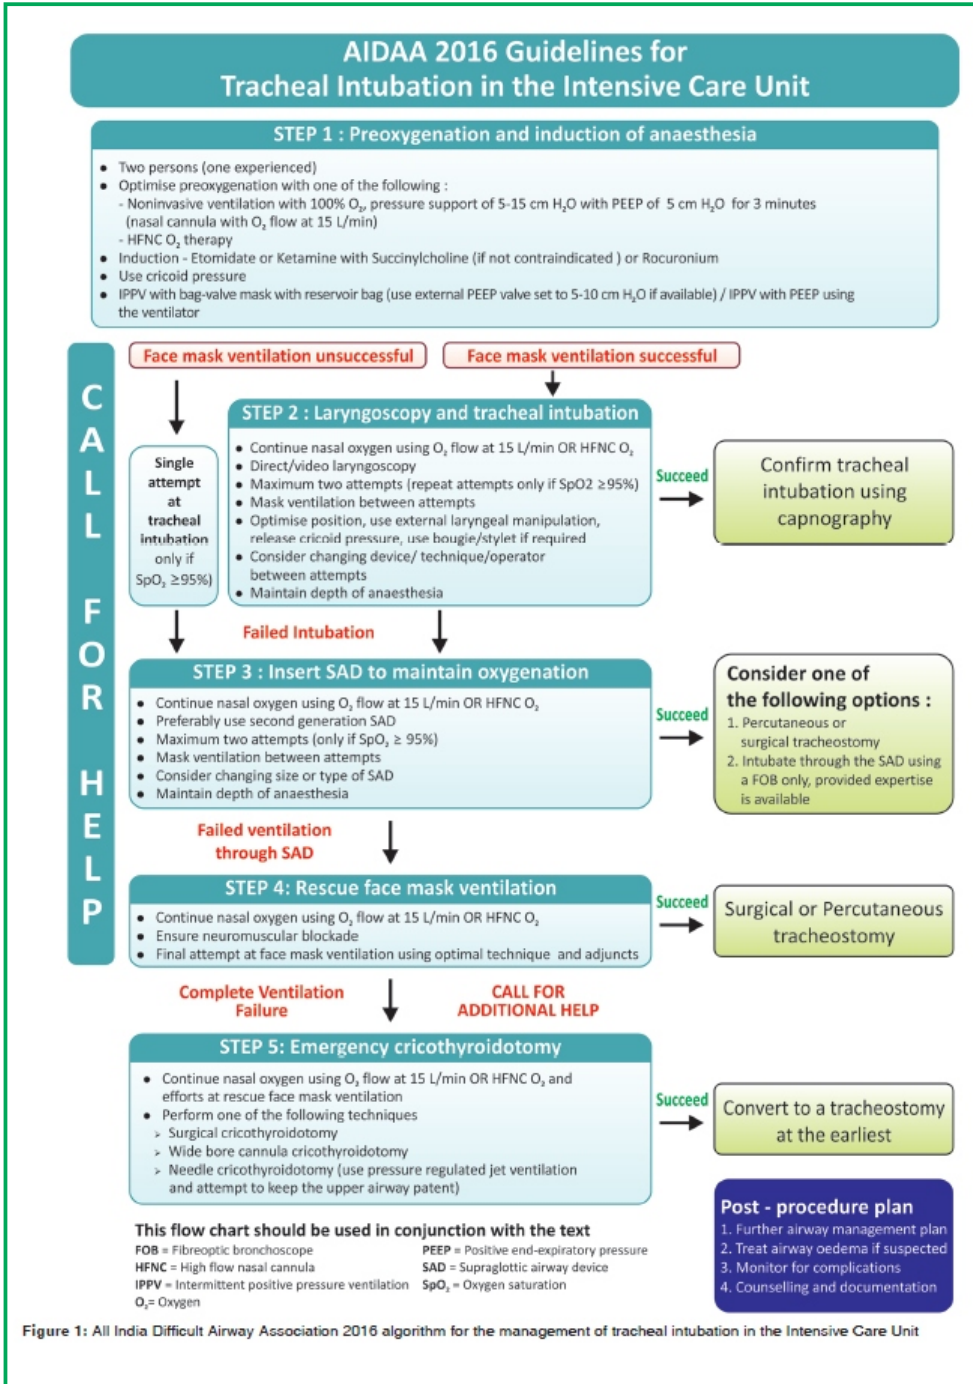 AIDAA 2016 Guidelines for
Tracheal Intubation in the Intensive Care Unit
STEP 1 : Preoxygenation and induction of anaesthesia
• Two persons (one experienced)
• Optimise preoxygenation with one of the following :
- Noninvasive ventilation with 100% O₂, pressure support of 5-15 cm H₂O with PEEP of 5 cm H₂O for 3 minutes
(nasal cannula with O₂ flow at 15 L/min)
- HFNC O₂ therapy
• Induction - Etomidate or Ketamine with Succinylcholine (if not contraindicated ) or Rocuronium
• Use cricoid pressure
• IPPV with bag-valve mask with reservoir bag (use external PEEP valve set to 5-10 cm H₂O if available) / IPPV with PEEP using
the ventilator
CALL FOR HELP
Face mask ventilation unsuccessful
Face mask ventilation successful
Single
attempt
at
tracheal
intubation
only if
SpO₂ ≥95%)
STEP 2 : Laryngoscopy and tracheal intubation
• Continue nasal oxygen using O₂ flow at 15 L/min OR HFNC O₂
• Direct/video laryngoscopy
• Maximum two attempts (repeat attempts only if SpO2 ≥95%)
• Mask ventilation between attempts
• Optimise position, use external laryngeal manipulation,
release cricoid pressure, use bougie/stylet if required
• Consider changing device/ technique/operator
between attempts
• Maintain depth of anaesthesia
Succeed
Confirm tracheal
intubation using
capnography
Failed Intubation
STEP 3 : Insert SAD to maintain oxygenation
• Continue nasal oxygen using O₂ flow at 15 L/min OR HFNC O₂
• Preferably use second generation SAD
• Maximum two attempts (only if SpO₂ ≥ 95%)
• Mask ventilation between attempts
• Consider changing size or type of SAD
• Maintain depth of anaesthesia
Succeed
Consider one of
the following options :
1. Percutaneous or
surgical tracheostomy
2. Intubate through the SAD using
a FOB only, provided expertise
is available
Failed ventilation
through SAD
STEP 4: Rescue face mask ventilation
• Continue nasal oxygen using O₂ flow at 15 L/min OR HFNC O₂
• Ensure neuromuscular blockade
• Final attempt at face mask ventilation using optimal technique and adjuncts
Succeed
Surgical or Percutaneous
tracheostomy
Complete Ventilation
Failure
CALL FOR
ADDITIONAL HELP
STEP 5: Emergency cricothyroidotomy
• Continue nasal oxygen using O₂ flow at 15 L/min OR HFNC O₂ and
efforts at rescue face mask ventilation
• Perform one of the following techniques
➢ Surgical cricothyroidotomy
➢ Wide bore cannula cricothyroidotomy
➢ Needle cricothyroidotomy (use pressure regulated jet ventilation
and attempt to keep the upper airway patent)
Succeed
Convert to a tracheostomy
at the earliest
Post - procedure plan
1. Further airway management plan
2. Treat airway oedema if suspected
3. Monitor for complications
4. Counselling and documentation
This flow chart should be used in conjunction with the text
FOB = Fibreoptic bronchoscope
PEEP = Positive end-expiratory pressure
HFNC = High flow nasal cannula
SAD = Supraglottic airway device
IPPV = Intermittent positive pressure ventilation
SpO₂ = Oxygen saturation
O₂= Oxygen
Figure 1: All India Difficult Airway Association 2016 algorithm for the management of tracheal intubation in the Intensive Care Unit